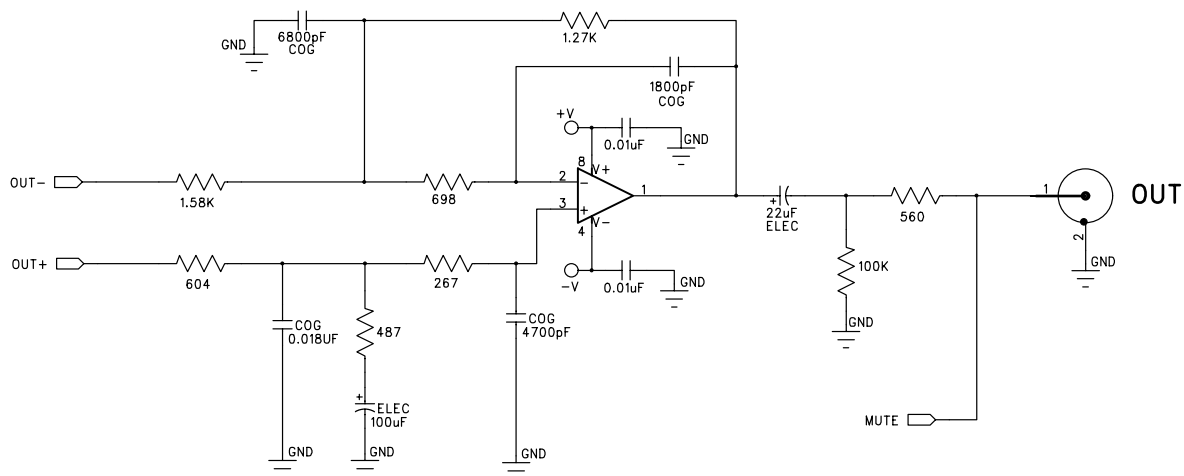 6800pF
COG
GND
1.27K
1800pF
COG
+V
0.01uF
GND
8
V+
OUT-
1.58K
698
2
-
3
+
1
4
V-
22uF
ELEC
+
560
1
OUT
2
GND
OUT+
604
267
-V
0.01uF
GND
100K
GND
COG
0.018UF
487
COG
4700pF
+
ELEC
100uF
MUTE
GND
GND
GND